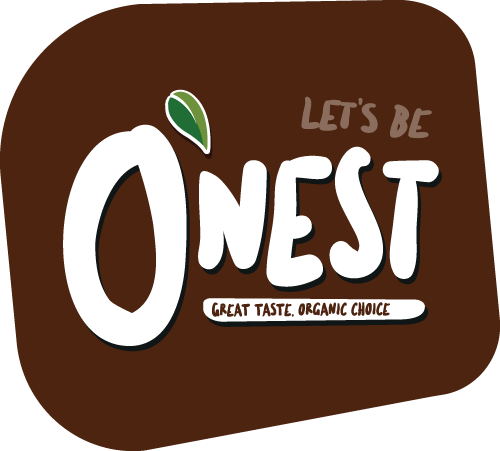 LET'S BE
O'NEST
GREAT TASTE, ORGANIC CHOICE